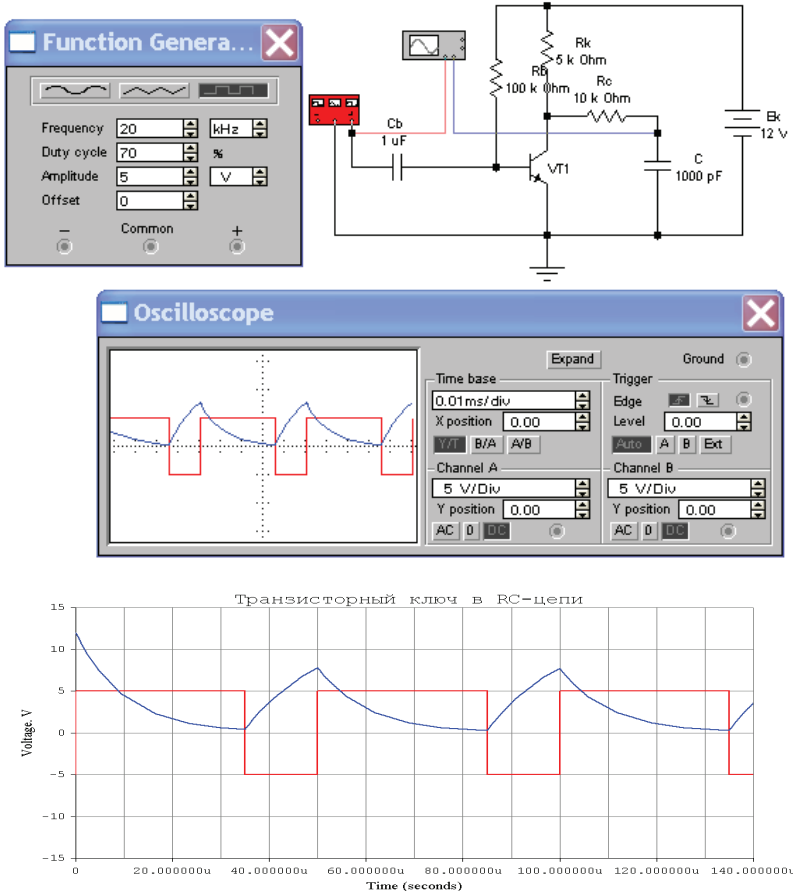 Function Genera...
Frequency 20 kHz
Duty cycle 70 %
Amplitude 5 V
Offset 0
− Common +
Rk
5 k Ohm
Rb
100 k Ohm
Rc
10 k Ohm
Cb
1 uF
VT1
C
1000 pF
Ek
12 V
Oscilloscope
Expand Ground
Time base
0.01ms/div
X position 0.00
Y/T B/A A/B
Trigger
Edge
Level 0.00
Auto A B Ext
Channel A
5 V/Div
Y position 0.00
AC 0 DC
Channel B
5 V/Div
Y position 0.00
AC 0 DC
Транзисторный ключ в RC-цепи
Voltage, V
15
10
5
0
-5
-10
-15
0 20.000000u 40.000000u 60.000000u 80.000000u 100.000000u 120.000000u 140.000000u
Time (seconds)